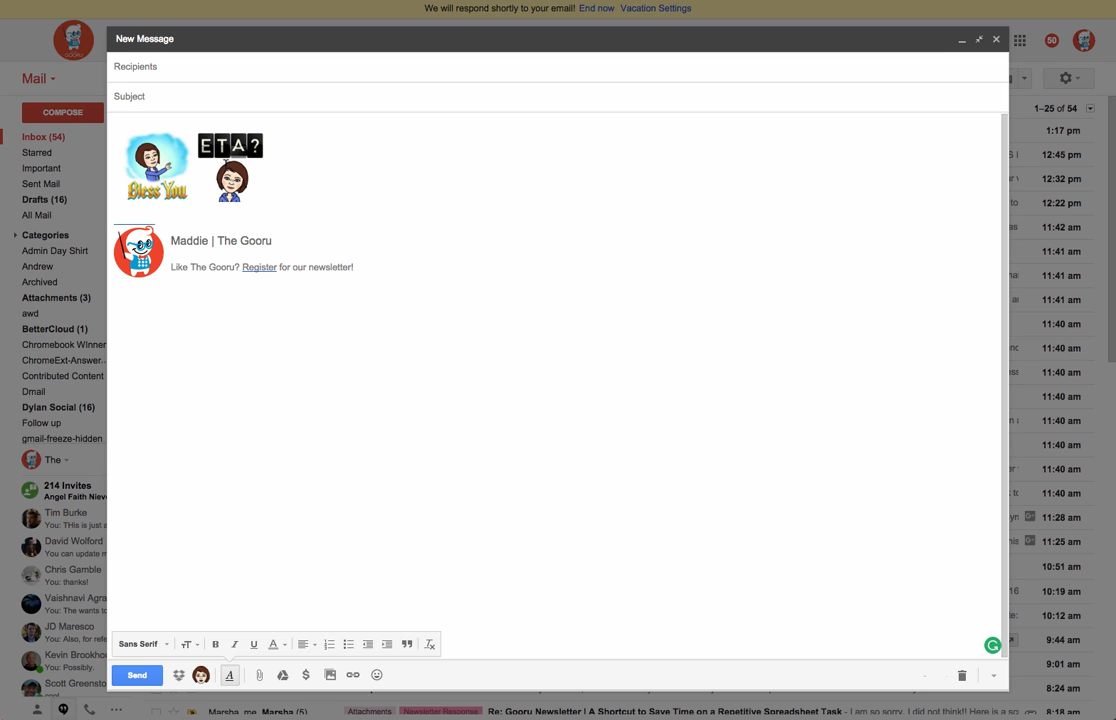 We will respond shortly to your email! End now Vacation Settings
New Message
Recipients
Subject
50
GOORU
Mail
COMPOSE
Inbox (54)
Starred
Important
Sent Mail
Drafts (16)
All Mail
Categories
Admin Day Shirt
Andrew
Archived
Attachments (3)
awd
BetterCloud (1)
Chromebook WInner
ChromeExt-Answer..
Contributed Content
Dmail
Dylan Social (16)
Follow up
gmail-freeze-hidden
The
214 Invites
Angel Faith Niev
Tim Burke
You: THis is just a
David Wolford
You can update m
Chris Gamble
You: thanks!
Vaishnavi Agra
You: The wants to
JD Maresco
You: Also, for refe
Kevin Brookhou
You: Possibly.
Scott Greensto
Bless You
ETA?
Maddie | The Gooru
Like The Gooru? Register for our newsletter!
Sans Serif
Send
1–25 of 54
1:17 pm
12:45 pm
12:32 pm
12:22 pm
11:42 am
11:41 am
11:41 am
11:41 am
11:40 am
11:40 am
11:40 am
11:40 am
11:40 am
11:40 am
11:40 am
11:40 am
11:28 am
11:25 am
10:51 am
10:19 am
10:12 am
9:44 am
9:01 am
8:24 am
Marsha, me, Marsha (5) Attachments Newsletter Response Re: Gooru Newsletter | A Shortcut to Save Time on a Repetitive Spreadsheet Task - I am so sorry, I did not think!! Here is a so 8:18 am